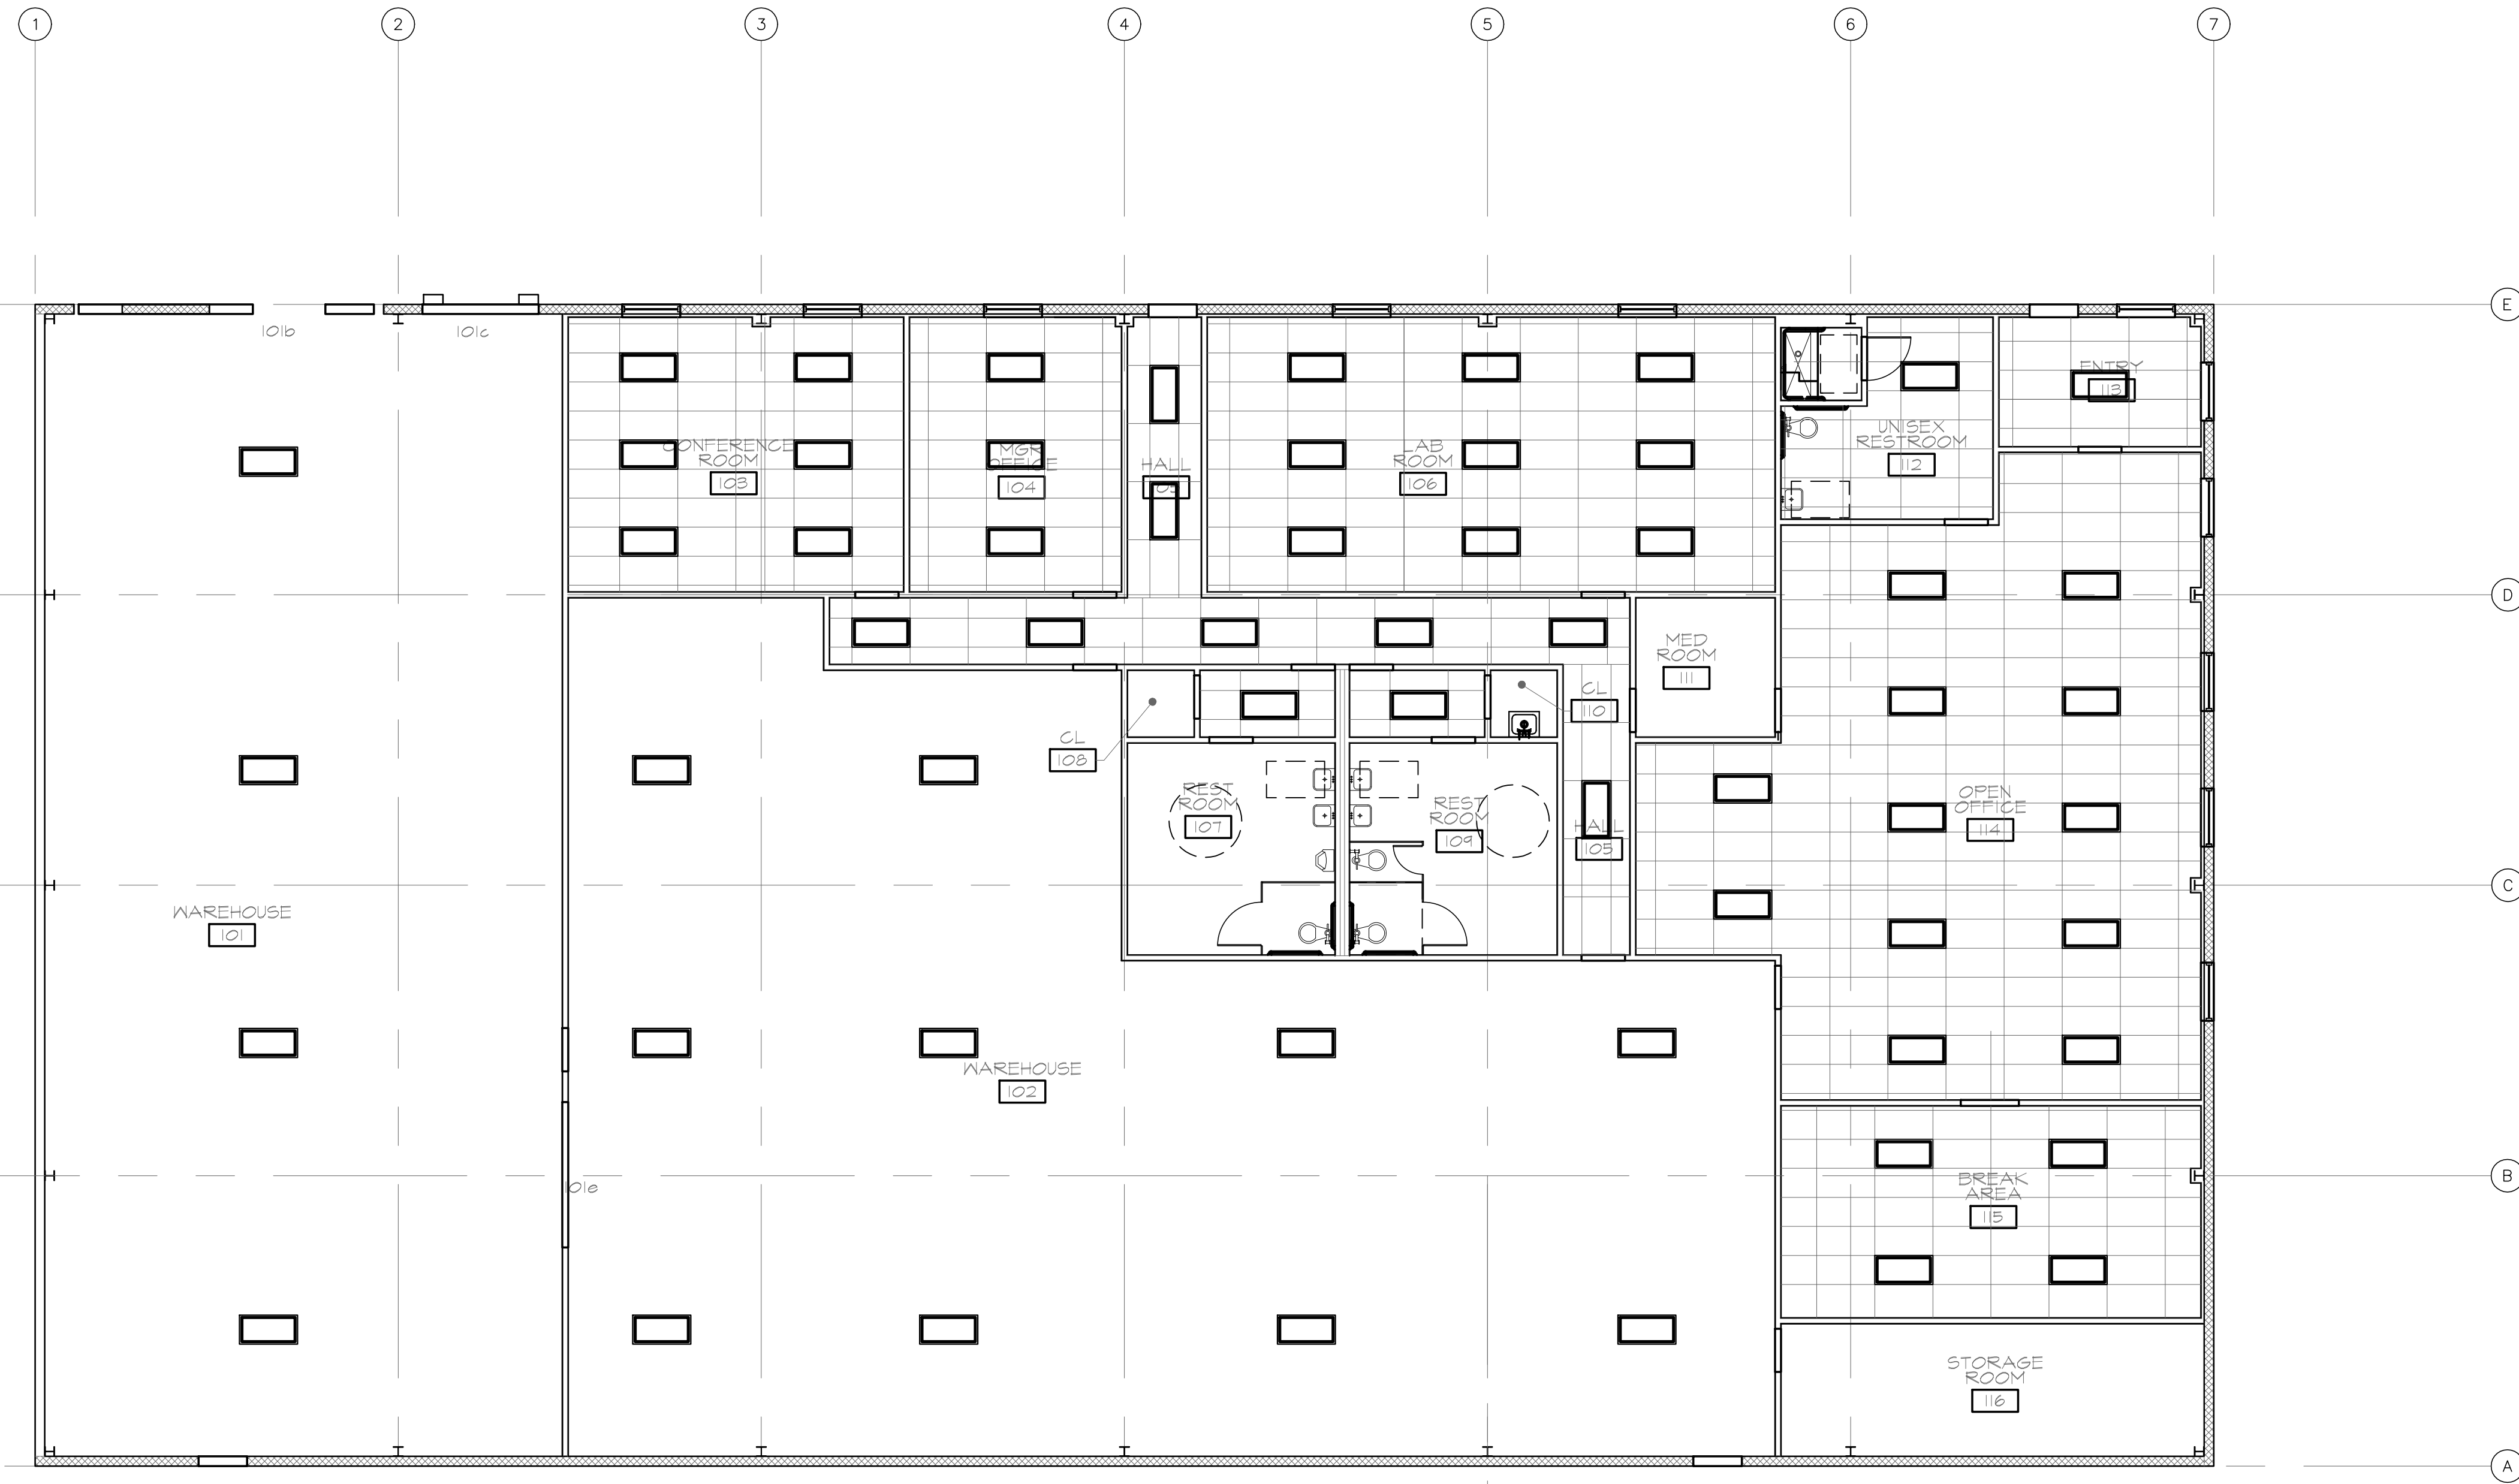 1
2
3
4
5
6
7
E
101b
101c
ENTRY
113
CONFERENCE
ROOM
103
MGR
OFFICE
104
HALL
105
LAB
ROOM
106
UNISEX
RESTROOM
112
D
MED
ROOM
111
CL
110
CL
108
REST
ROOM
107
REST
ROOM
109
HALL
105
OPEN
OFFICE
114
C
WAREHOUSE
101
WAREHOUSE
102
101e
BREAK
AREA
115
B
STORAGE
ROOM
116
A